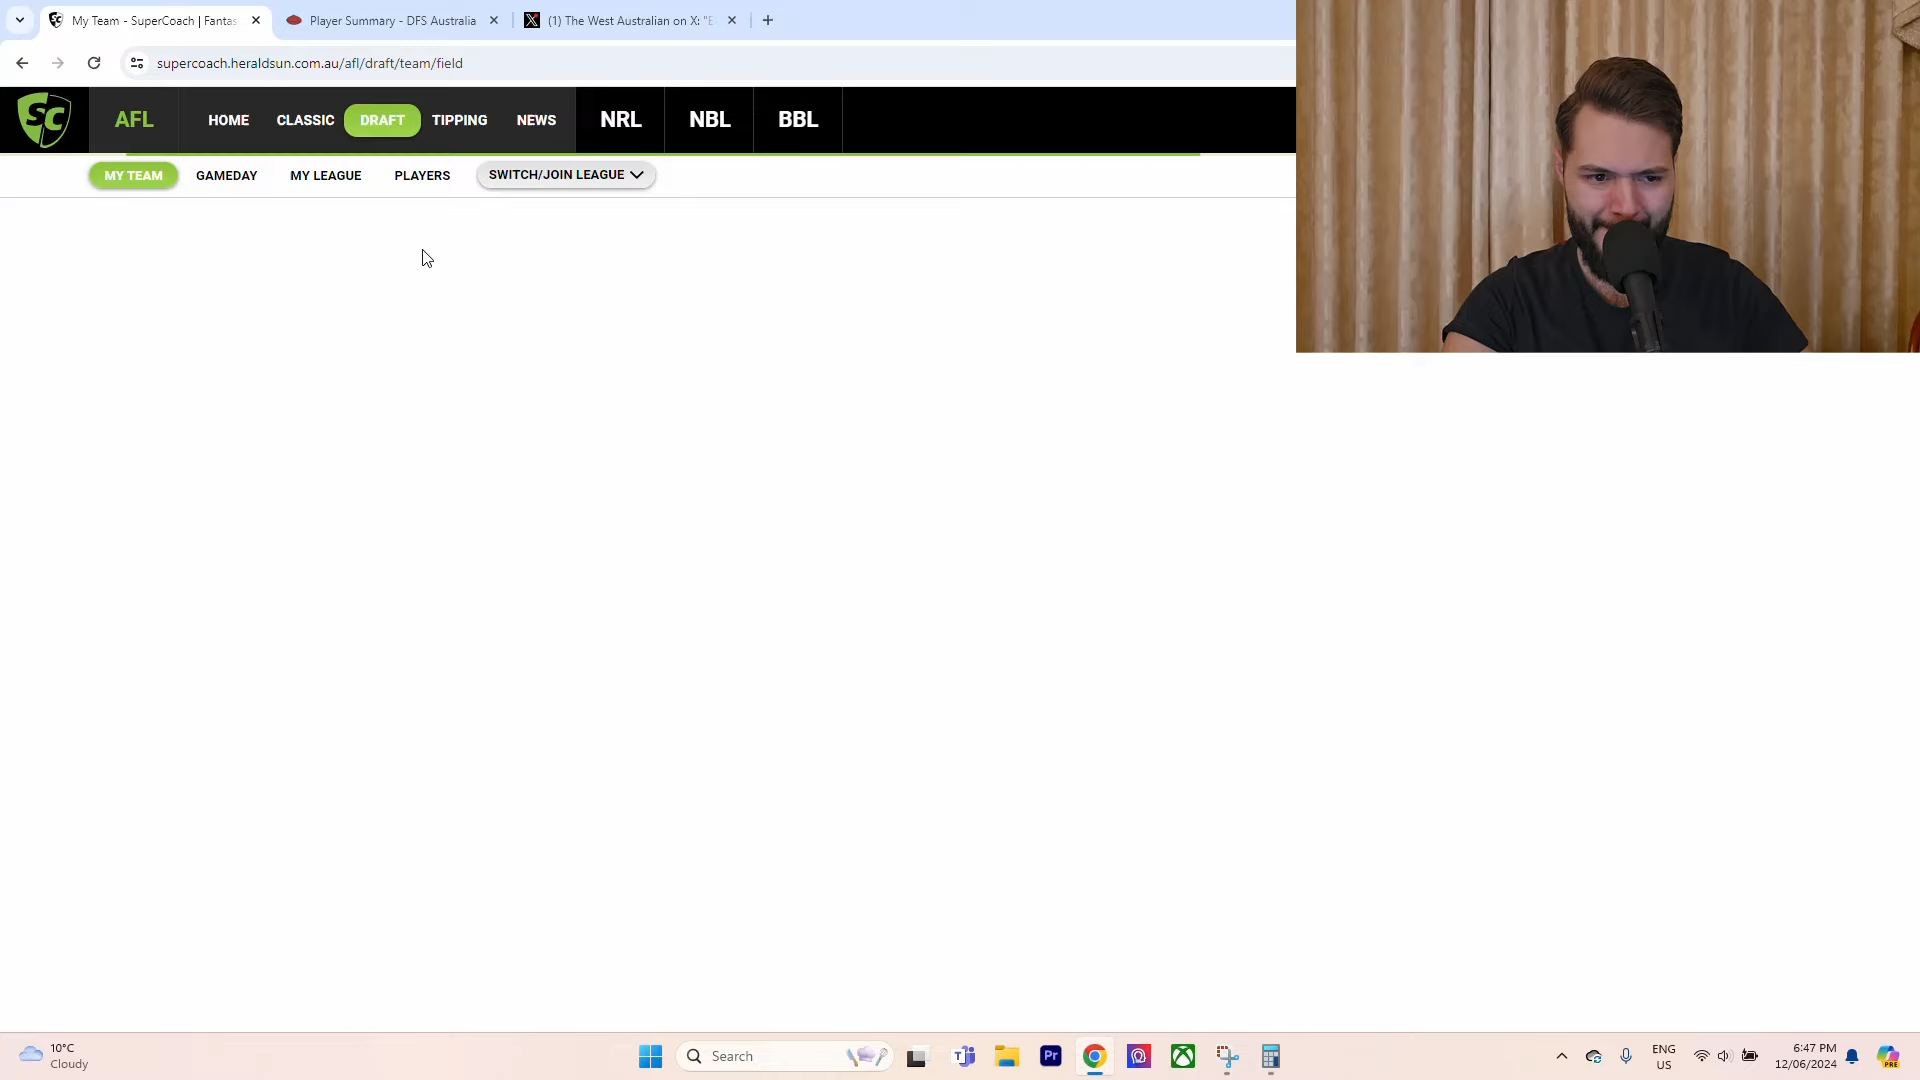 My Team - SuperCoach | Fantas
Player Summary - DFS Australia
(1) The West Australian on X: "E
supercoach.heraldsun.com.au/afl/draft/team/field
SC
AFL
HOME
CLASSIC
DRAFT
TIPPING
NEWS
NRL
NBL
BBL
MY TEAM
GAMEDAY
MY LEAGUE
PLAYERS
SWITCH/JOIN LEAGUE
10°C
Cloudy
Search
Pr
ENG
US
6:47 PM
12/06/2024
PRE